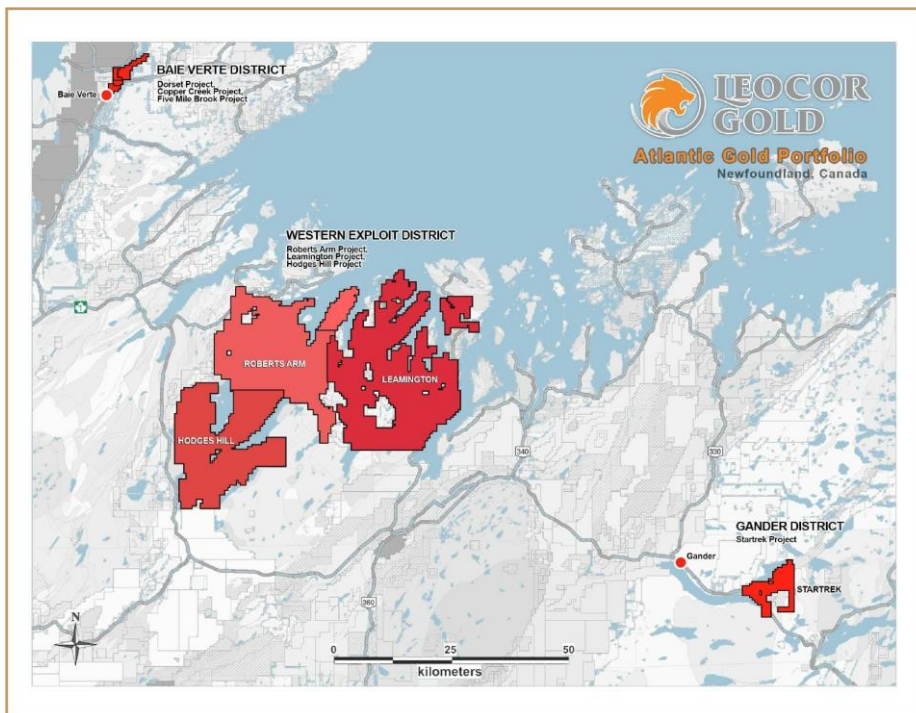 BAIE VERTE DISTRICT
Dorset Project,
Copper Creek Project,
Five Mile Brook Project
Baie Verte
LEOCOR
GOLD
Atlantic Gold Portfolio
Newfoundland, Canada
WESTERN EXPLOIT DISTRICT
Roberts Arm Project,
Leamington Project,
Hodges Hill Project
1
ROBERTS ARM
LEAMINGTON
HODGES HILL
340
330
GANDER DISTRICT
Startrek Project
Gander
STARTREK
360
N
0 25 50
kilometers